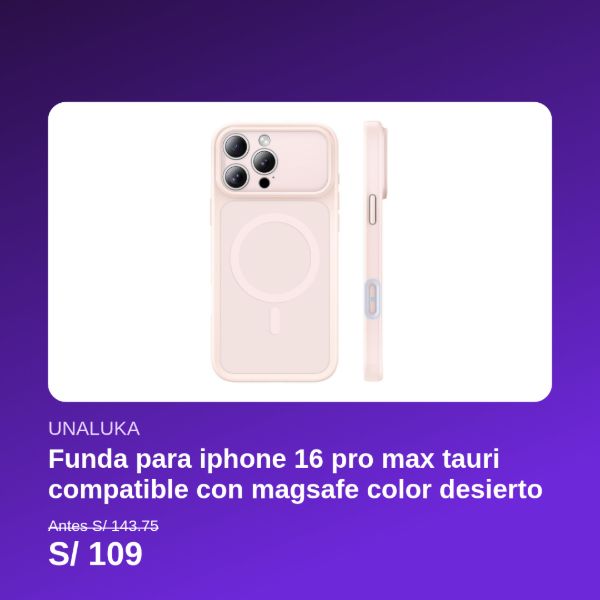 UNALUKA
Funda para iphone 16 pro max tauri
compatible con magsafe color desierto
Antes S/ 143.75
S/ 109